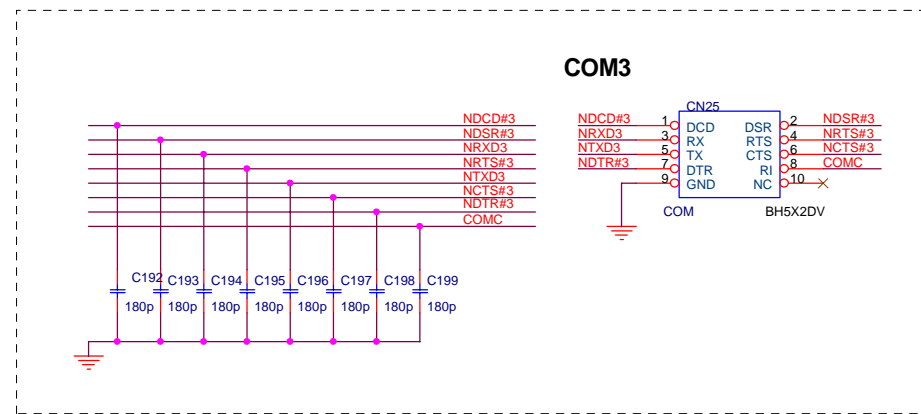 COM3
NDCD#3
NDSR#3
NRXD3
NRTS#3
NTXD3
NCTS#3
NDTR#3
COMC
C192 C193 C194 C195 C196 C197 C198 C199
180p 180p 180p 180p 180p 180p 180p 180p
CN25
NDCD#3 1 DCD DSR 2 NDSR#3
NRXD3 3 RX RTS 4 NRTS#3
NTXD3 5 TX CTS 6 NCTS#3
NDTR#3 7 DTR RI 8 COMC
9 GND NC 10
COM BH5X2DV